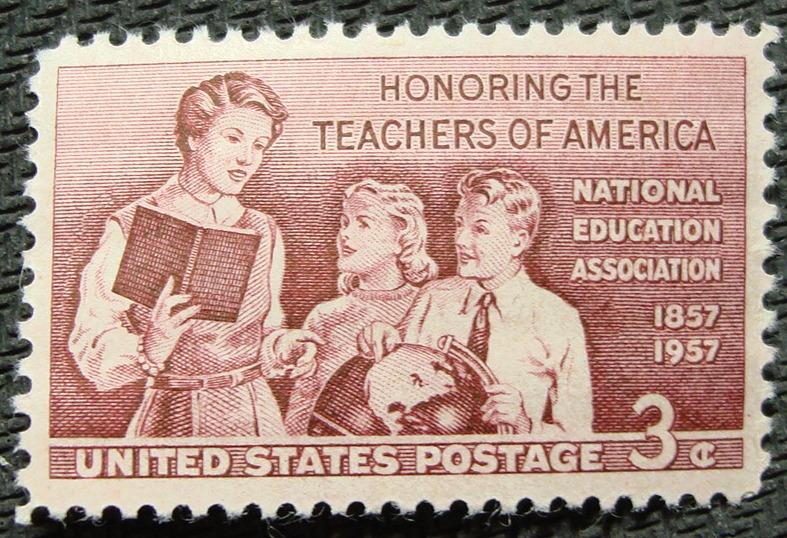 HONORING THE
TEACHERS OF AMERICA
NATIONAL
EDUCATION
ASSOCIATION
1857
1957
UNITED STATES POSTAGE 3¢